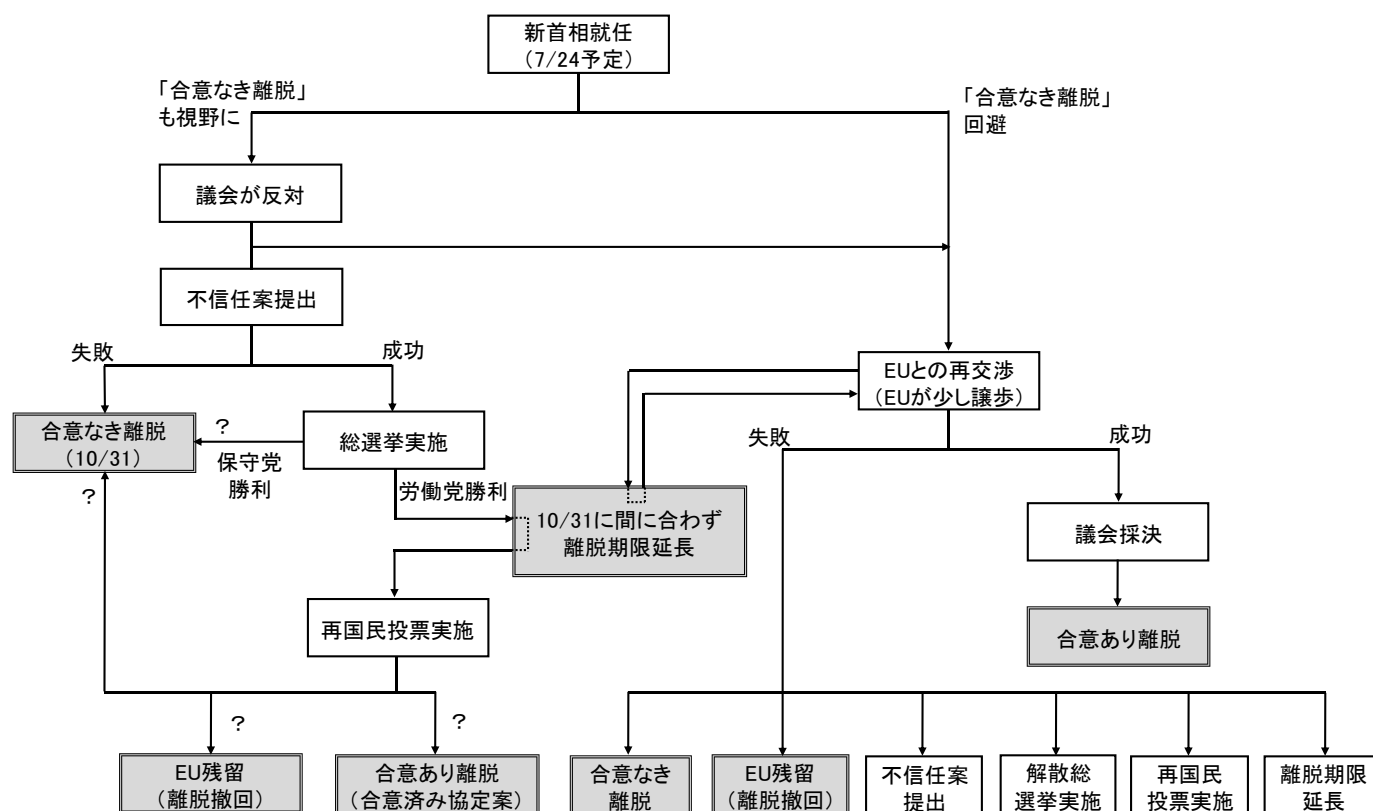 新首相就任
（7/24予定）
「合意なき離脱」
も視野に
「合意なき離脱」
回避
議会が反対
不信任案提出
失敗
成功
EUとの再交渉
（EUが少し譲歩）
合意なき離脱
（10/31）
？
保守党
勝利
総選挙実施
失敗
成功
？
労働党勝利
10/31に間に合わず
離脱期限延長
議会採決
再国民投票実施
合意あり離脱
？
？
EU残留
（離脱撤回）
合意あり離脱
（合意済み協定案）
合意なき
離脱
EU残留
（離脱撤回）
不信任案
提出
解散総
選挙実施
再国民
投票実施
離脱期限
延長